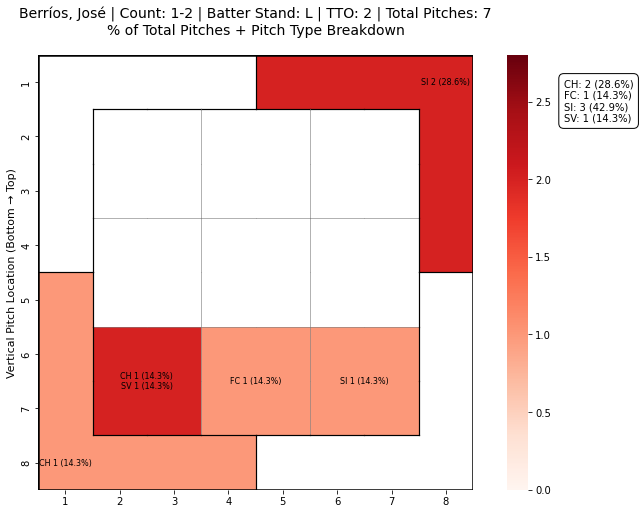 Berríos, José | Count: 1-2 | Batter Stand: L | TTO: 2 | Total Pitches: 7
% of Total Pitches + Pitch Type Breakdown
SI 2 (28.6%)
CH 1 (14.3%)
SV 1 (14.3%)
FC 1 (14.3%)
SI 1 (14.3%)
CH 1 (14.3%)
Vertical Pitch Location (Bottom → Top)
1
2
3
4
5
6
7
8
1 2 3 4 5 6 7 8
2.5
2.0
1.5
1.0
0.5
0.0
CH: 2 (28.6%)
FC: 1 (14.3%)
SI: 3 (42.9%)
SV: 1 (14.3%)